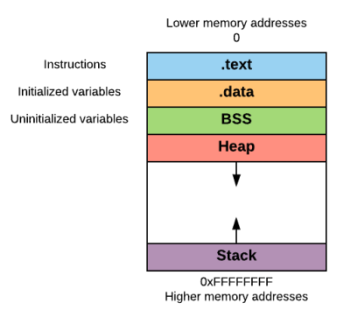 Lower memory addresses
0
Instructions
.text
Initialized variables
.data
Uninitialized variables
BSS
Heap
Stack
0xFFFFFFFF
Higher memory addresses